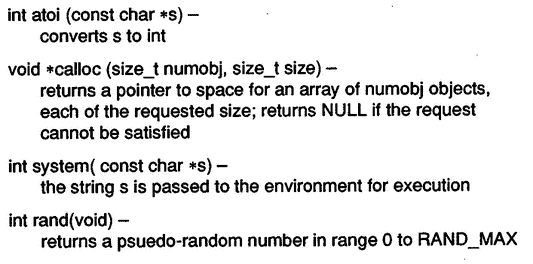 int atoi (const char *s) –
converts s to int
void *calloc (size_t numobj, size_t size) –
returns a pointer to space for an array of numobj objects,
each of the requested size; returns NULL if the request
cannot be satisfied
int system( const char *s) –
the string s is passed to the environment for execution
int rand(void) –
returns a psuedo-random number in range 0 to RAND_MAX